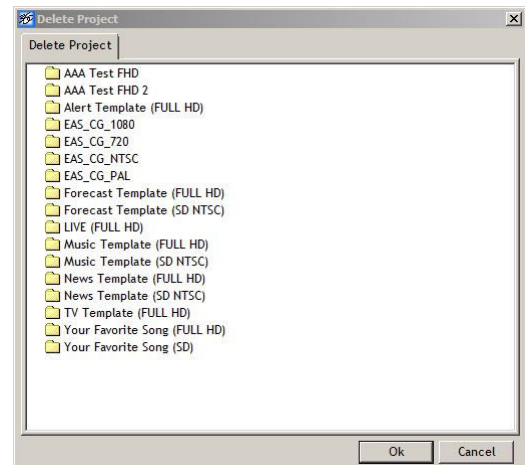 Delete Project
Delete Project
AAA Test FHD
AAA Test FHD 2
Alert Template (FULL HD)
EAS_CG_1080
EAS_CG_720
EAS_CG_NTSC
EAS_CG_PAL
Forecast Template (FULL HD)
Forecast Template (SD NTSC)
LIVE (FULL HD)
Music Template (FULL HD)
Music Template (SD NTSC)
News Template (FULL HD)
News Template (SD NTSC)
TV Template (FULL HD)
Your Favorite Song (FULL HD)
Your Favorite Song (SD)
Ok Cancel